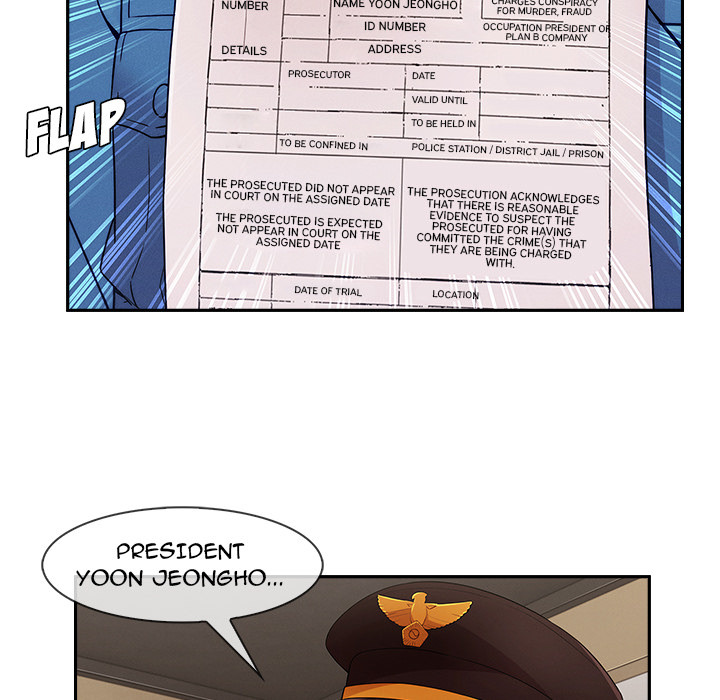 NUMBER
NAME YOON JEONGHO
CHARGES CONSPIRACY
FOR MURDER, FRAUD
ID NUMBER
OCCUPATION PRESIDENT OF
PLAN B COMPANY
DETAILS
ADDRESS
PROSECUTOR
DATE
VALID UNTIL
TO BE HELD IN
TO BE CONFINED IN
POLICE STATION / DISTRICT JAIL / PRISON
THE PROSECUTED DID NOT APPEAR
IN COURT ON THE ASSIGNED DATE
THE PROSECUTED IS EXPECTED
NOT APPEAR IN COURT ON THE
ASSIGNED DATE
THE PROSECUTION ACKNOWLEDGES
THAT THERE IS REASONABLE
EVIDENCE TO SUSPECT THE
PROSECUTED FOR HAVING
COMMITTED THE CRIME(S) THAT
THEY ARE BEING CHARGED
WITH.
DATE OF TRIAL
LOCATION
FLAP
PRESIDENT
YOON JEONGHO...